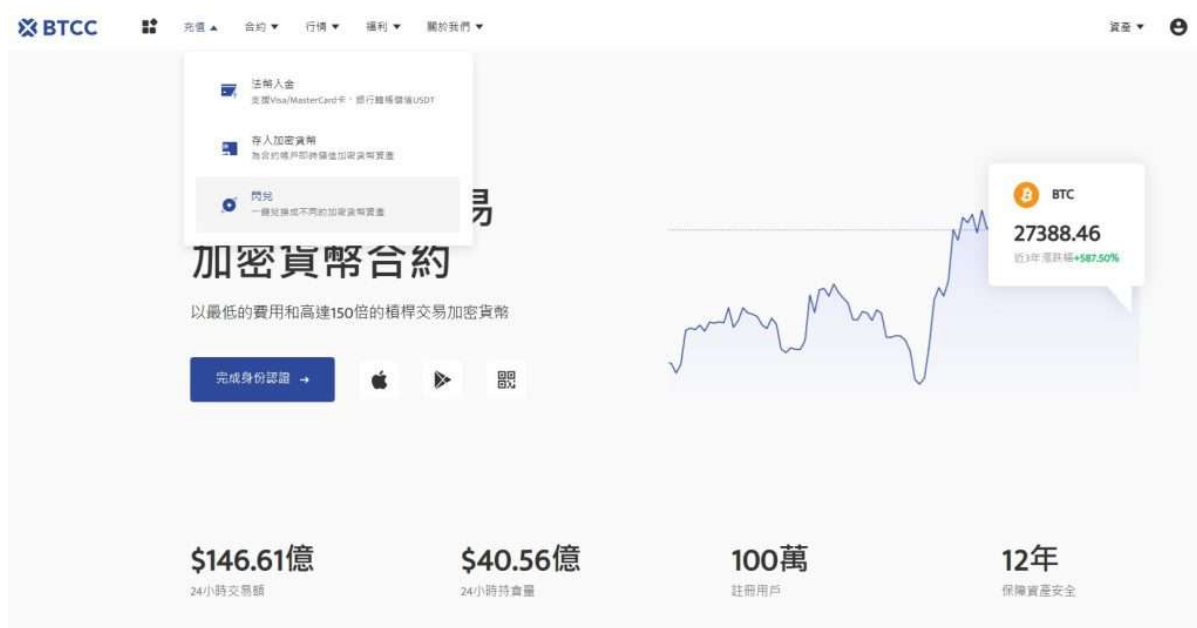 BTCC
充值 ▲ 合約 ▼ 行情 ▼ 福利 ▼ 關於我們 ▼ 資產 ▼
法幣入金
支援Visa/MasterCard卡、銀行轉帳儲值USDT
存入加密貨幣
為合約帳戶即時儲值加密貨幣資產
閃兌
一鍵兌換成不同的加密貨幣資產
易
加密貨幣合約
以最低的費用和高達150倍的槓桿交易加密貨幣
完成身份認證 →
BTC
27388.46
近3年漲跌幅+587.50%
$146.61億
24小時交易額
$40.56億
24小時持倉量
100萬
註冊用戶
12年
保障資產安全